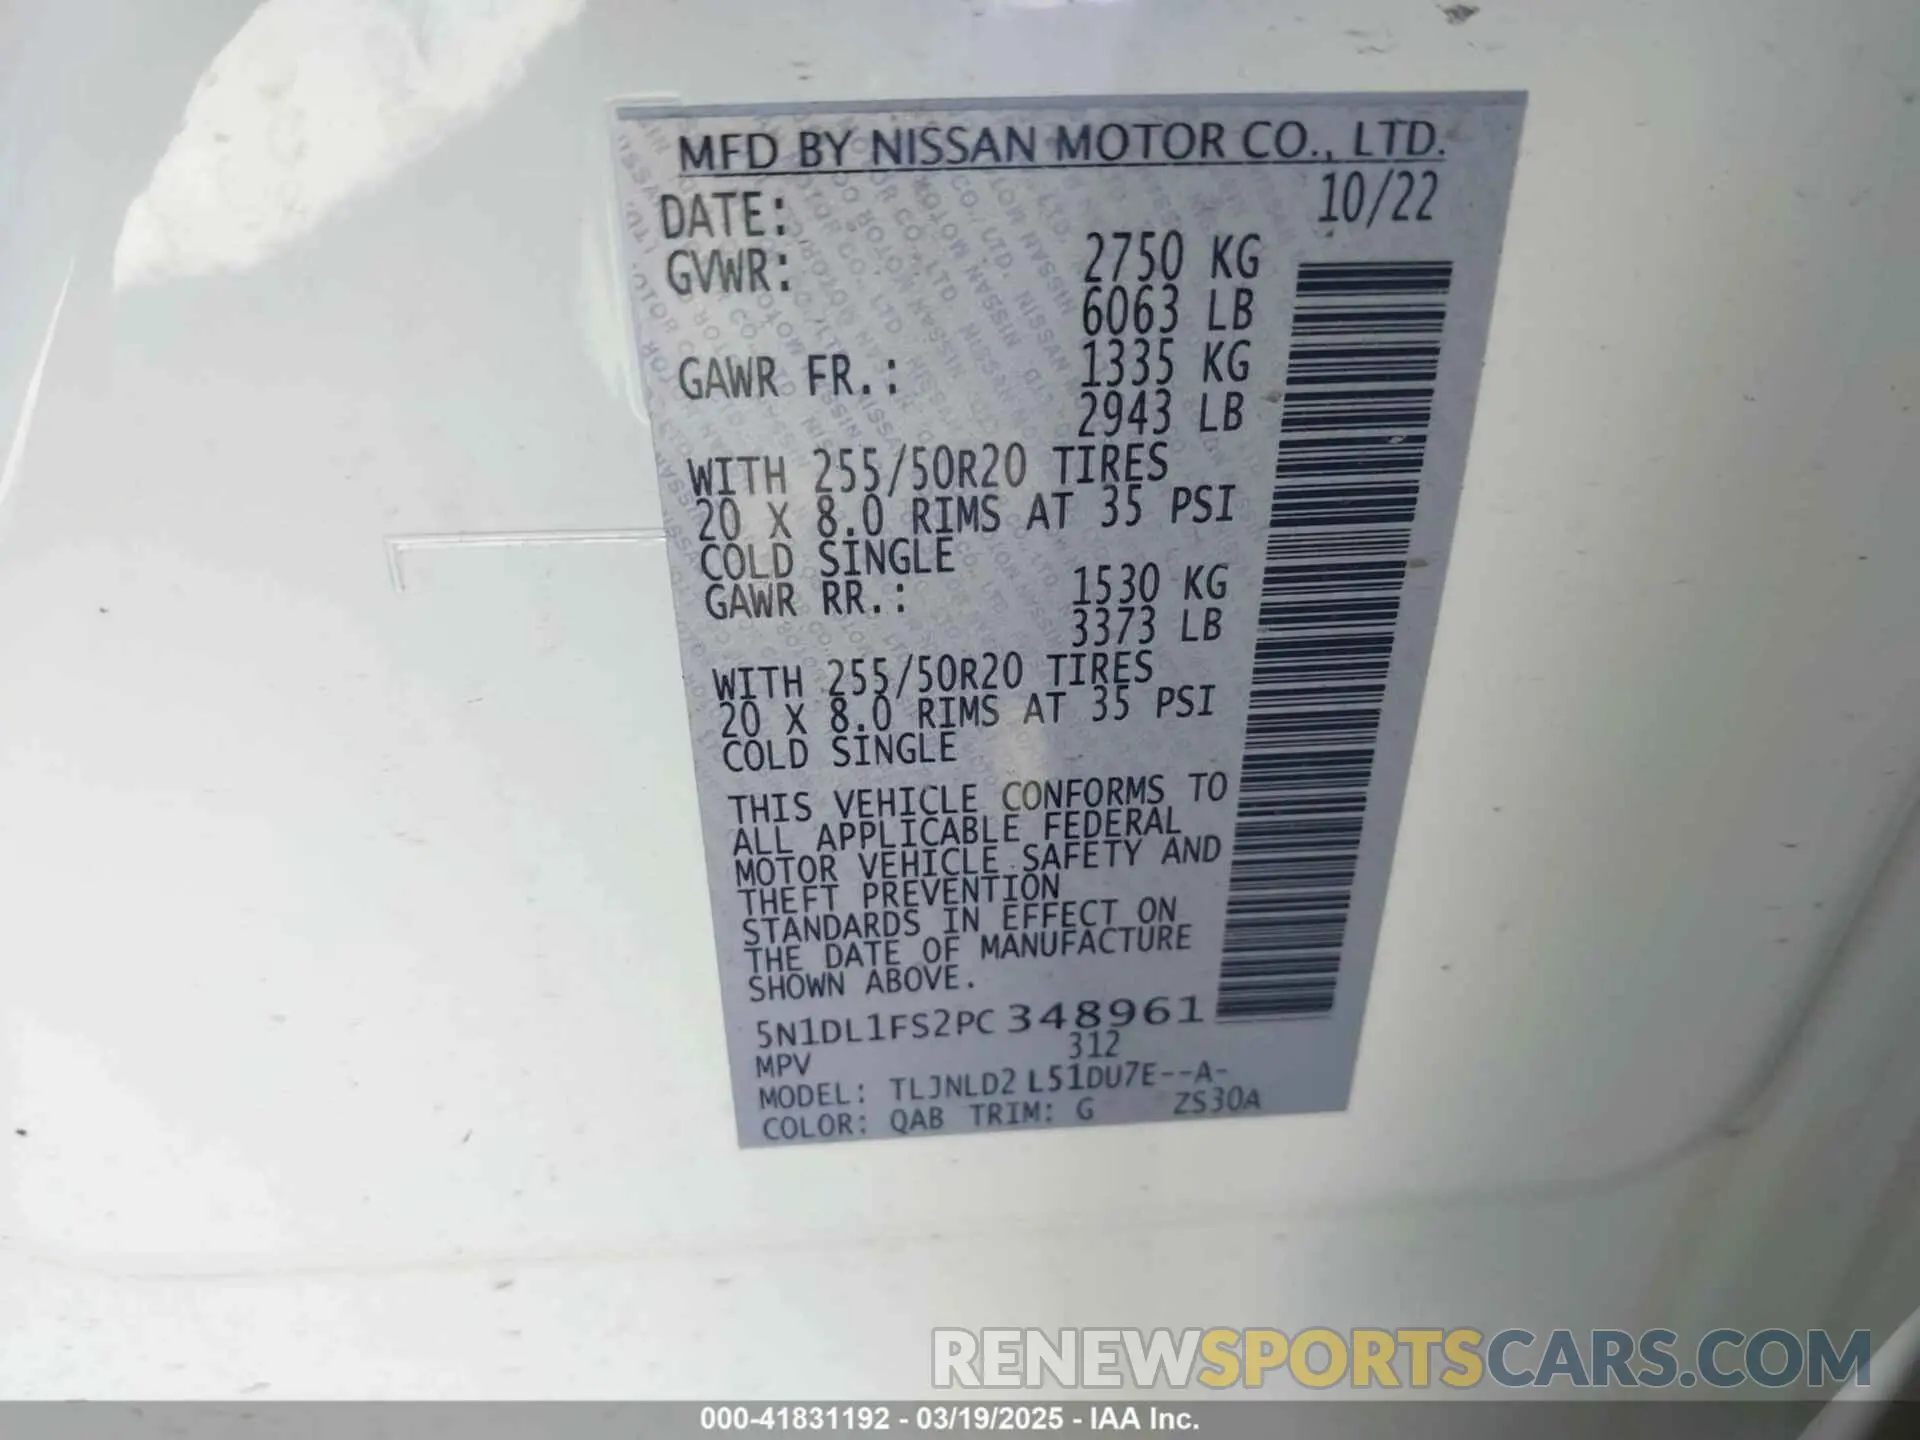 MFD BY NISSAN MOTOR CO., LTD.
DATE: 10/22
GVWR: 2750 KG
6063 LB
GAWR FR.: 1335 KG
2943 LB
WITH 255/50R20 TIRES
20 X 8.0 RIMS AT 35 PSI
COLD SINGLE
GAWR RR.: 1530 KG
3373 LB
WITH 255/50R20 TIRES
20 X 8.0 RIMS AT 35 PSI
COLD SINGLE
THIS VEHICLE CONFORMS TO
ALL APPLICABLE FEDERAL
MOTOR VEHICLE SAFETY AND
THEFT PREVENTION
STANDARDS IN EFFECT ON
THE DATE OF MANUFACTURE
SHOWN ABOVE.
5N1DL1FS2PC348961
MPV 312
MODEL: TLJNLD2 L51DU7E--A-
COLOR: QAB TRIM: G ZS30A
RENEWSPORTSCARS.COM
000-41831192 - 03/19/2025 - IAA Inc.